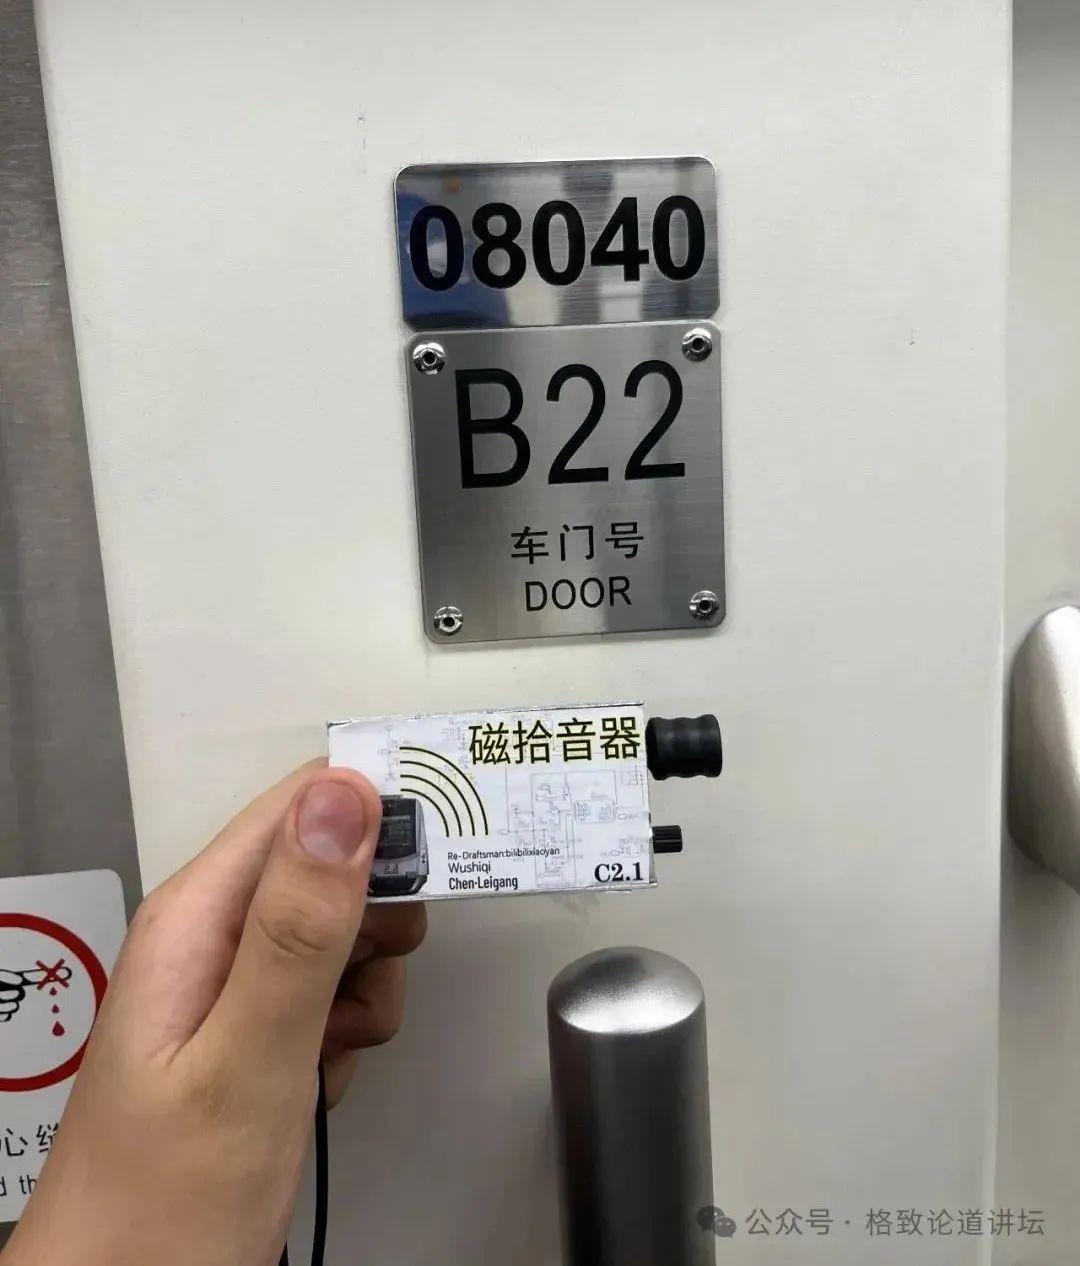 08040
B22
车门号
DOOR
磁拾音器
Re-Draftsman:bilibilixiaoyan
Wushiqi
Chen-Leigang
C2.1
心
公众号 · 格致论道讲坛